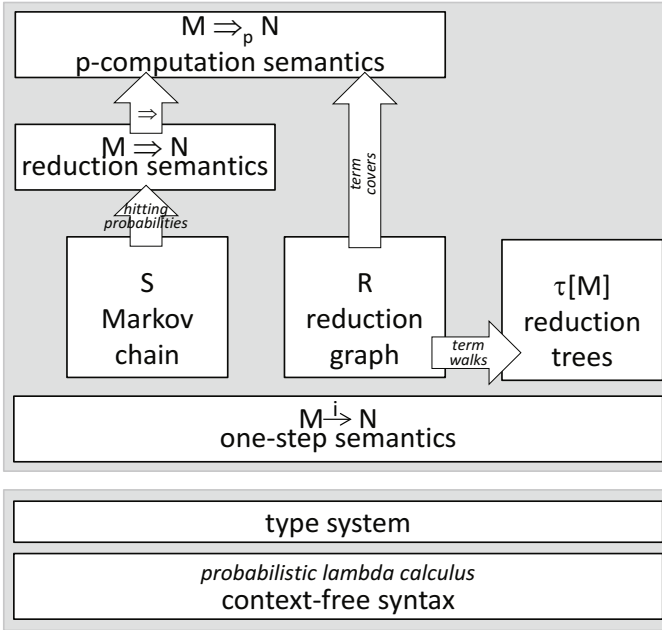 M ⇒p N
p-computation semantics
⇒
M ⇒ N
reduction semantics
term
covers
hitting
probabilities
S
Markov
chain
R
reduction
graph
term
walks
τ[M]
reduction
trees
M →i N
one-step semantics
type system
probabilistic lambda calculus
context-free syntax